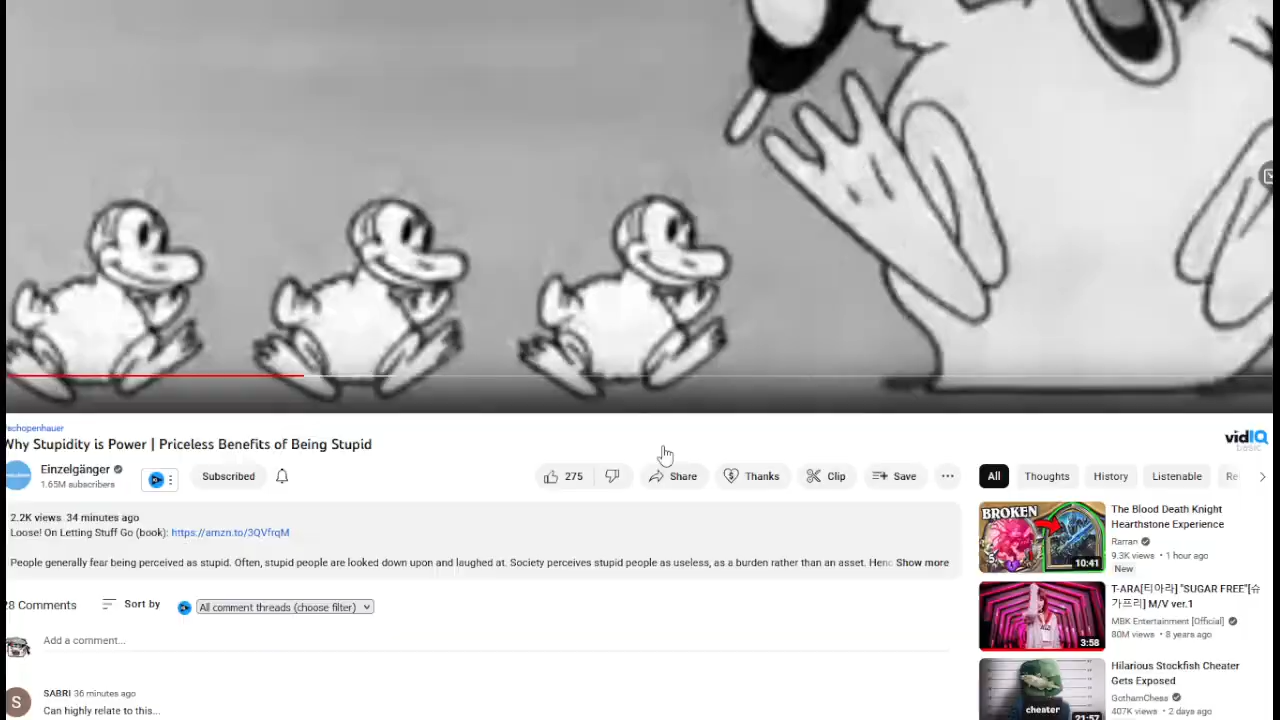 #schopenhauer
Why Stupidity is Power | Priceless Benefits of Being Stupid
vidIQ
basic
Einzelgänger
1.65M subscribers
Subscribed
275
Share
Thanks
Clip
Save
All
Thoughts
History
Listenable
2.2K views 34 minutes ago
Loose! On Letting Stuff Go (book): https://amzn.to/3QVfrqM
People generally fear being perceived as stupid. Often, stupid people are looked down upon and laughed at. Society perceives stupid people as useless, as a burden rather than an asset. Henc Show more
28 Comments
Sort by
All comment threads (choose filter)
Add a comment...
S
SABRI 36 minutes ago
Can highly relate to this...
BROKEN
10:41
The Blood Death Knight
Hearthstone Experience
Rarran
9.3K views • 1 hour ago
New
3:58
T-ARA[티아라] "SUGAR FREE"[슈
가프리] M/V ver.1
MBK Entertainment [Official]
80M views • 8 years ago
cheater
21:57
Hilarious Stockfish Cheater
Gets Exposed
GothamChess
407K views • 2 days ago